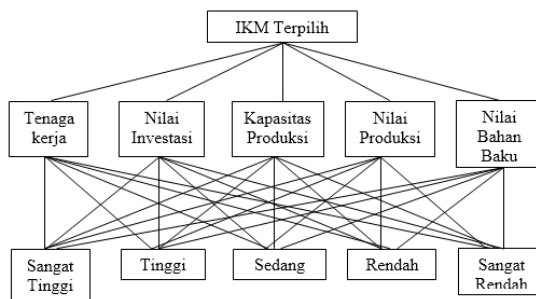 IKM Terpilih
Tenaga
kerja
Nilai
Investasi
Kapasitas
Produksi
Nilai
Produksi
Nilai
Bahan
Baku
Sangat
Tinggi
Tinggi
Sedang
Rendah
Sangat
Rendah